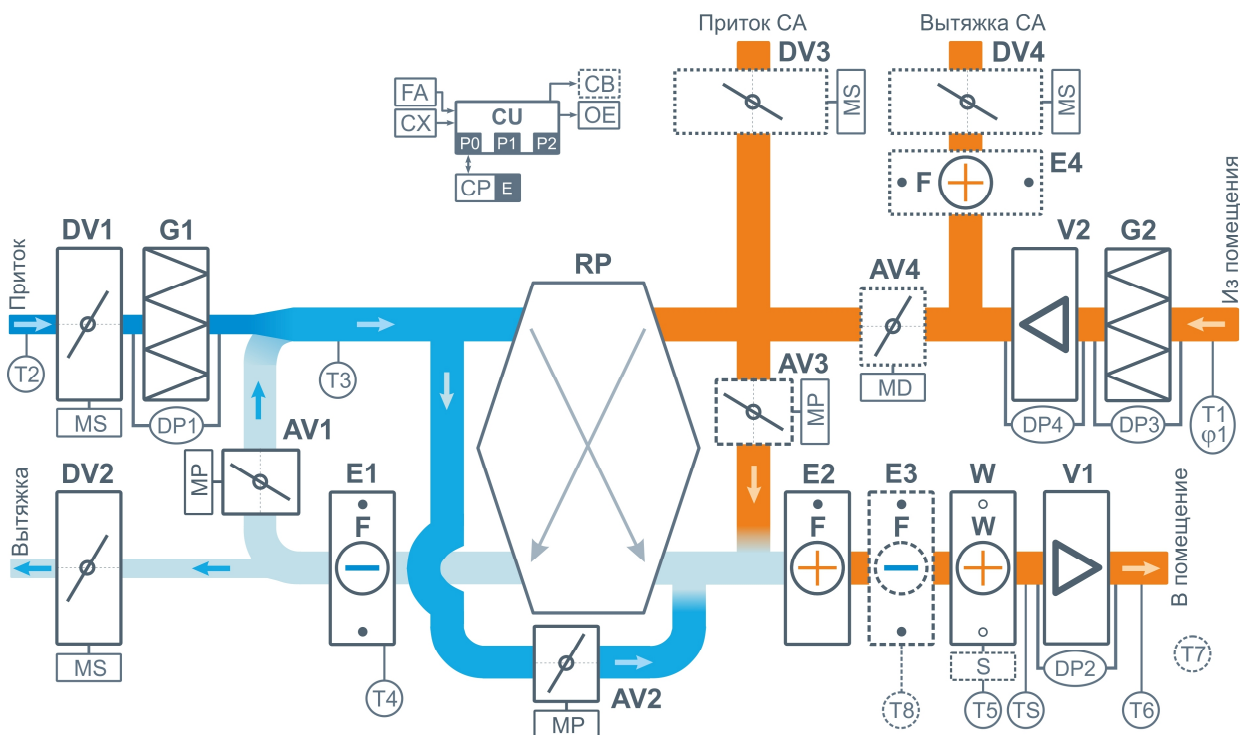 Приток CA
Вытяжка CA
DV3
DV4
MS
MS
FA
CX
CU
P0
P1
P2
CB
OE
CP
E
F
E4
Из помещения
DV1
G1
RP
V2
G2
AV4
Приток
T2
T3
MS
DP1
MD
AV3
MP
DP4
DP3
T1
φ1
AV1
MP
DV2
E1
F
E2
F
E3
F
W
W
V1
Вытяжка
В помещение
MS
T4
AV2
MP
S
DP2
T7
T8
T5
TS
T6